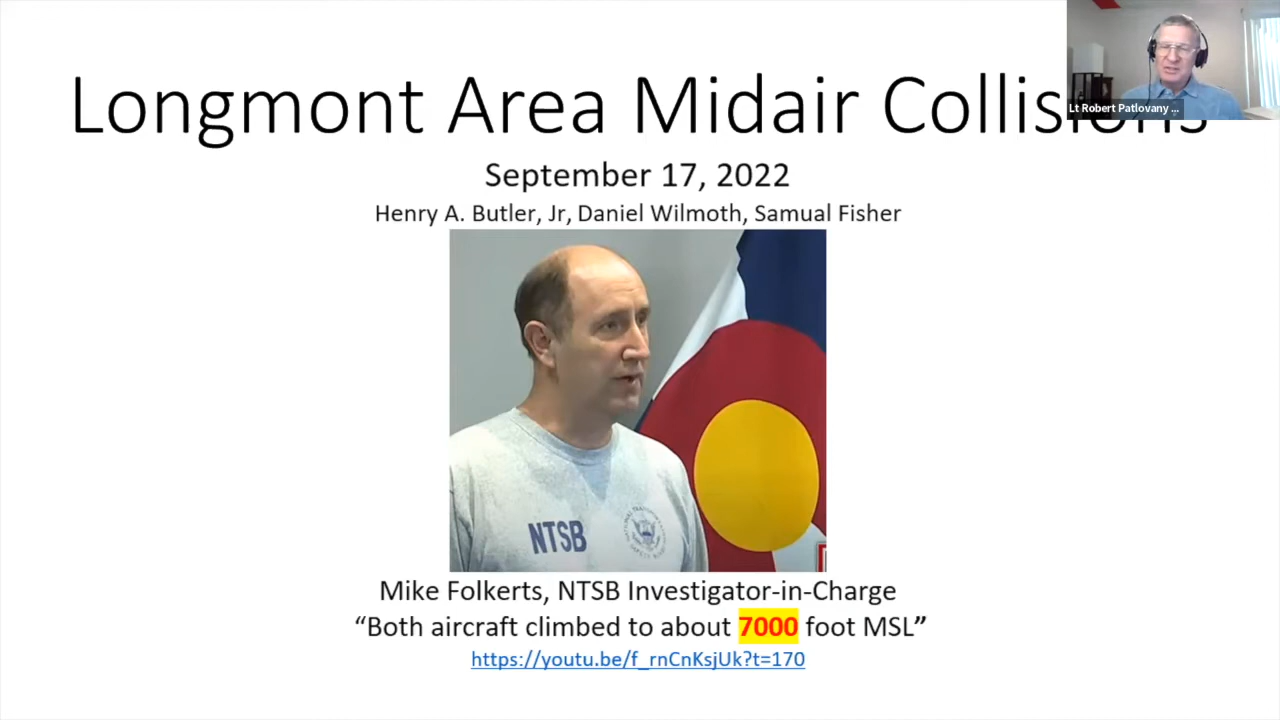 Longmont Area Midair Collisions
Lt Robert Patlovany ...
September 17, 2022
Henry A. Butler, Jr, Daniel Wilmoth, Samual Fisher
NTSB
Mike Folkerts, NTSB Investigator-in-Charge
“Both aircraft climbed to about 7000 foot MSL”
https://youtu.be/f_rnCnKsjUk?t=170